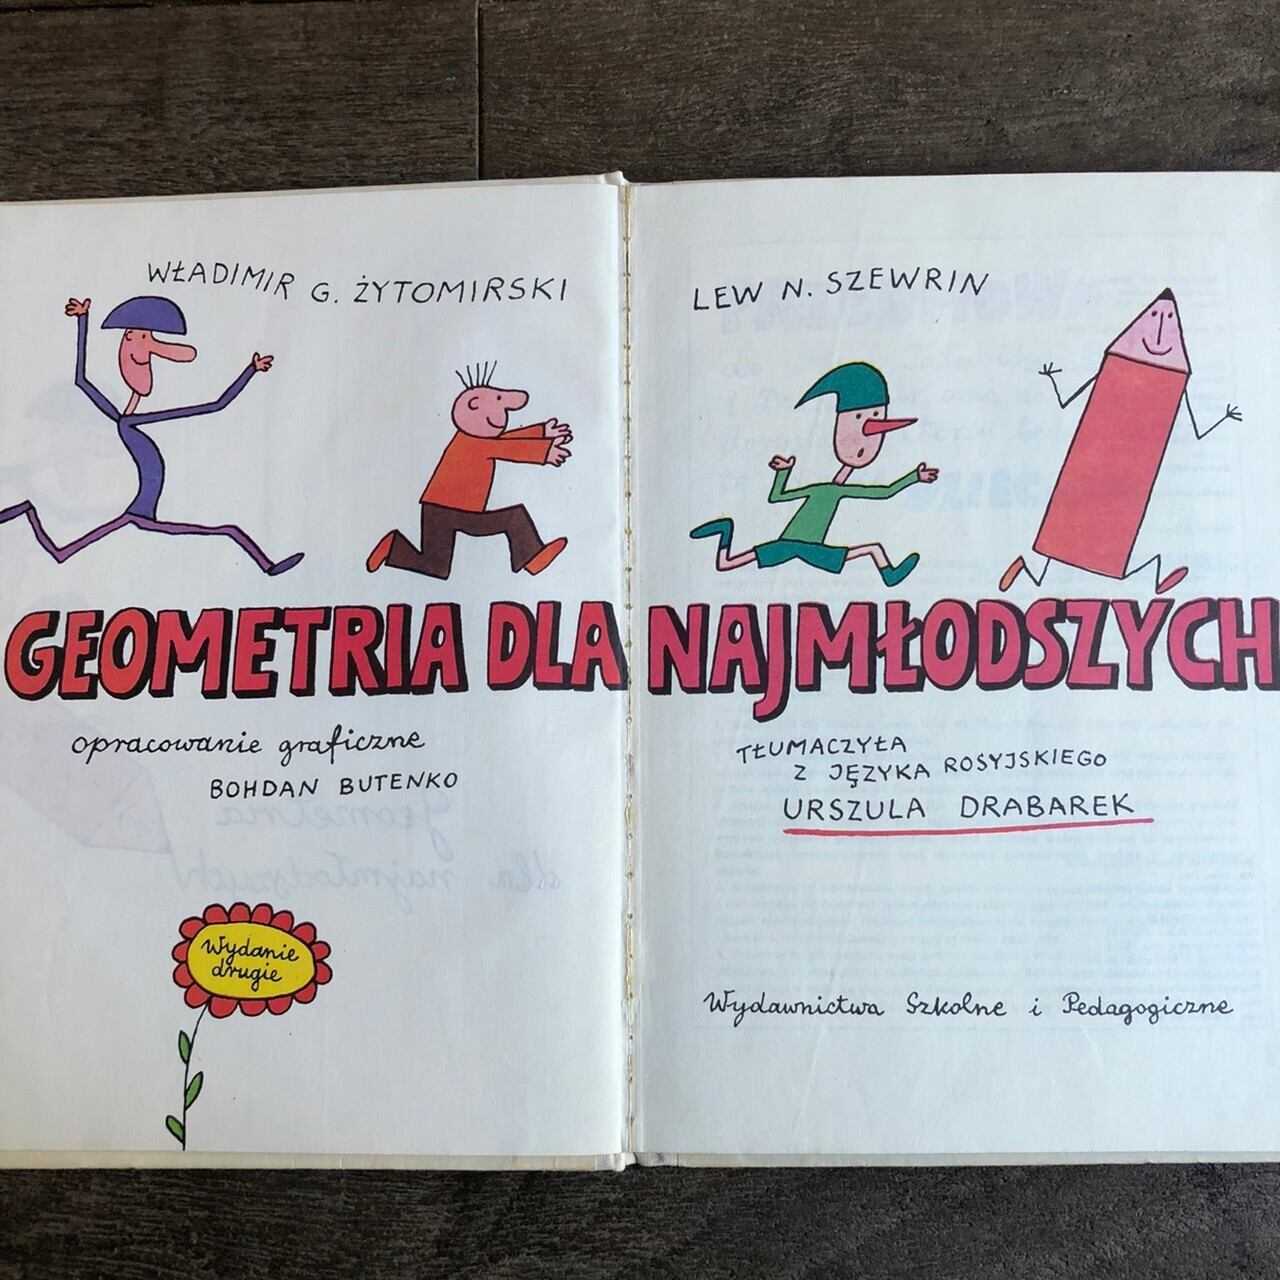 WŁADIMIR G. ŻYTOMIRSKI
LEW N. SZEWRIN
GEOMETRIA DLA NAJMŁODSZYCH
opracowanie graficzne
BOHDAN BUTENKO
Wydanie
drugie
TŁUMACZYŁA
Z JĘZYKA ROSYJSKIEGO
URSZULA DRABAREK
Wydawnictwa Szkolne i Pedagogiczne